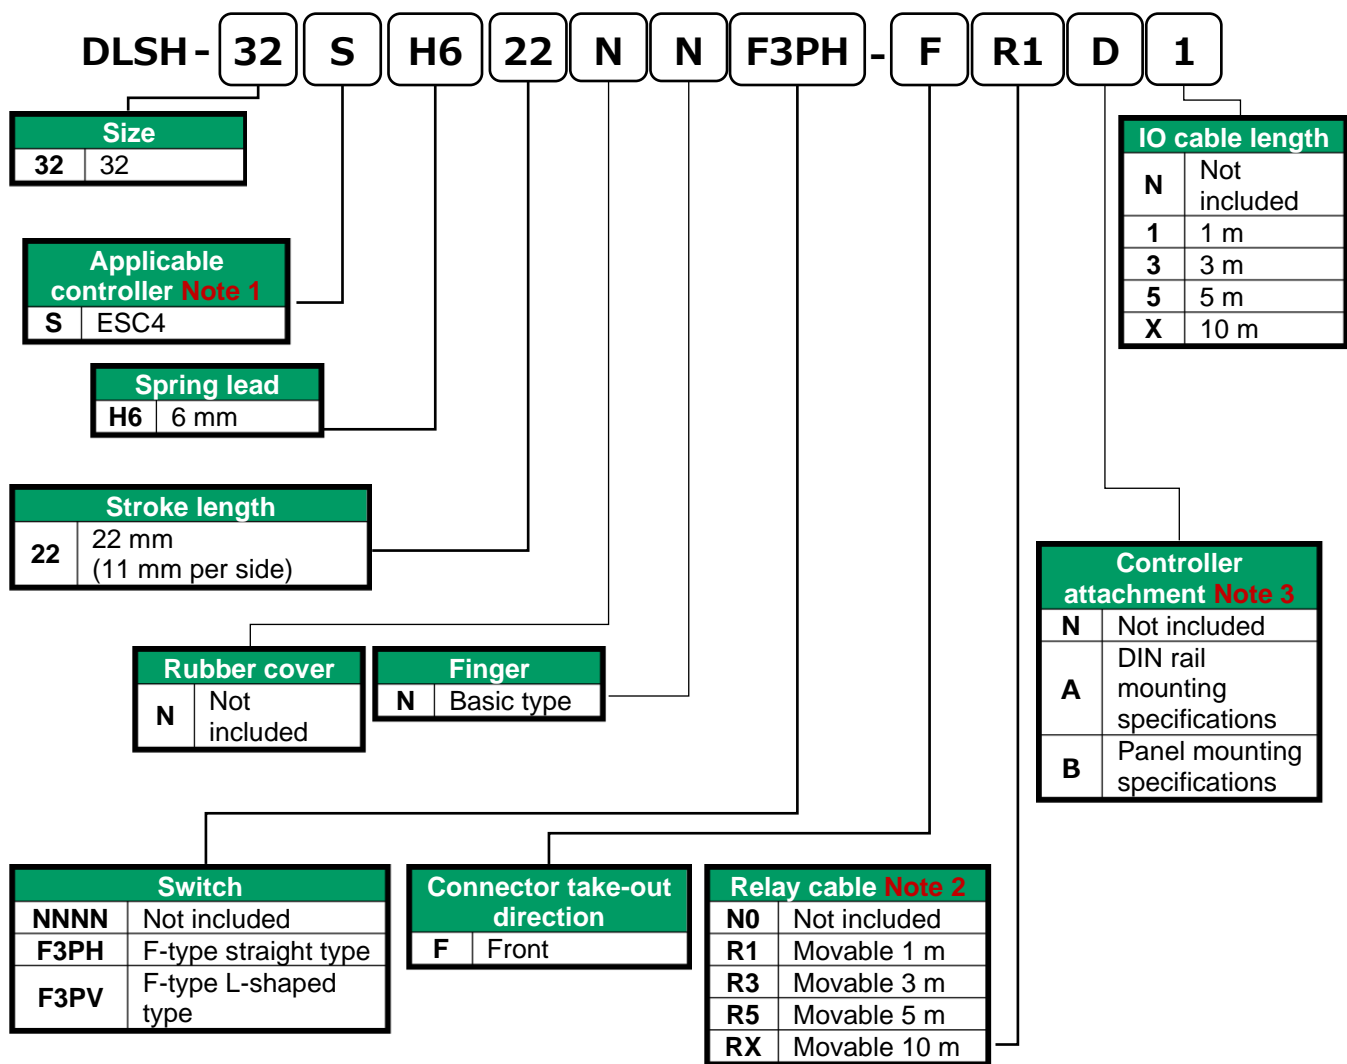 DLSH - 32 S H6 22 N N F3PH - F R1 D 1
Size
32 32
Applicable
controller Note 1
S ESC4
Spring lead
H6 6 mm
Stroke length
22 22 mm
(11 mm per side)
Rubber cover
N Not
included
Finger
N Basic type
IO cable length
N Not
included
1 1 m
3 3 m
5 5 m
X 10 m
Controller
attachment Note 3
N Not included
A DIN rail
mounting
specifications
B Panel mounting
specifications
Switch
NNNN Not included
F3PH F-type straight type
F3PV F-type L-shaped
type
Connector take-out
direction
F Front
Relay cable Note 2
N0 Not included
R1 Movable 1 m
R3 Movable 3 m
R5 Movable 5 m
RX Movable 10 m